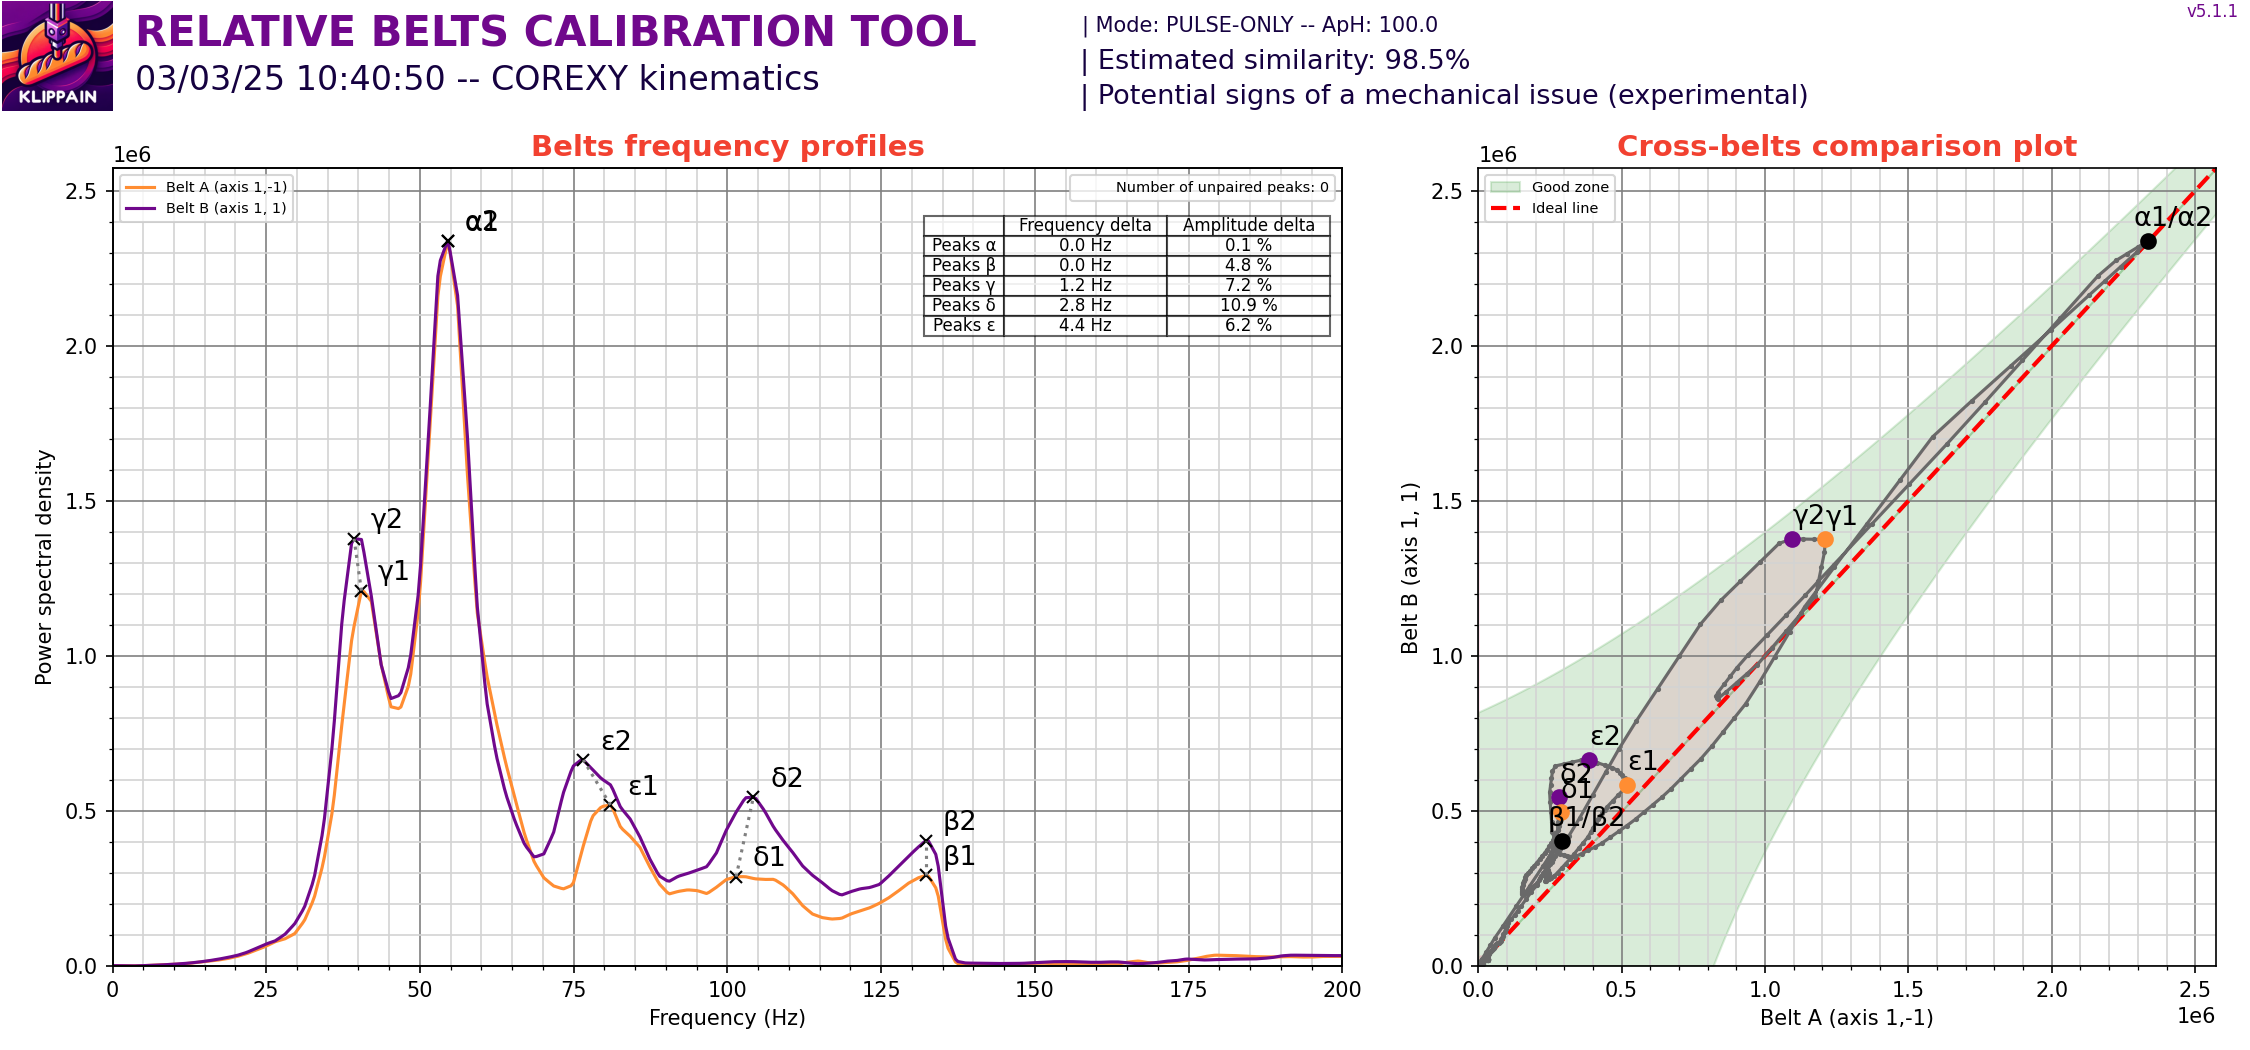 KLIPPAIN
RELATIVE BELTS CALIBRATION TOOL
03/03/25 10:40:50 -- COREXY kinematics
| Mode: PULSE-ONLY -- ApH: 100.0
| Estimated similarity: 98.5%
| Potential signs of a mechanical issue (experimental)
v5.1.1
Belts frequency profiles
1e6
Belt A (axis 1,-1)
Belt B (axis 1, 1)
Number of unpaired peaks: 0
Frequency delta Amplitude delta
Peaks α 0.0 Hz 0.1 %
Peaks β 0.0 Hz 4.8 %
Peaks γ 1.2 Hz 7.2 %
Peaks δ 2.8 Hz 10.9 %
Peaks ε 4.4 Hz 6.2 %
α1
α2
γ2
γ1
ε2
ε1
δ2
δ1
β2
β1
2.5
2.0
1.5
1.0
0.5
0.0
Power spectral density
0 25 50 75 100 125 150 175 200
Frequency (Hz)
Cross-belts comparison plot
1e6
Good zone
Ideal line
α1/α2
γ2 γ1
ε2
ε1
δ2
δ1
β1/β2
2.5
2.0
1.5
1.0
0.5
0.0
Belt B (axis 1, 1)
0.0 0.5 1.0 1.5 2.0 2.5
Belt A (axis 1,-1)
1e6